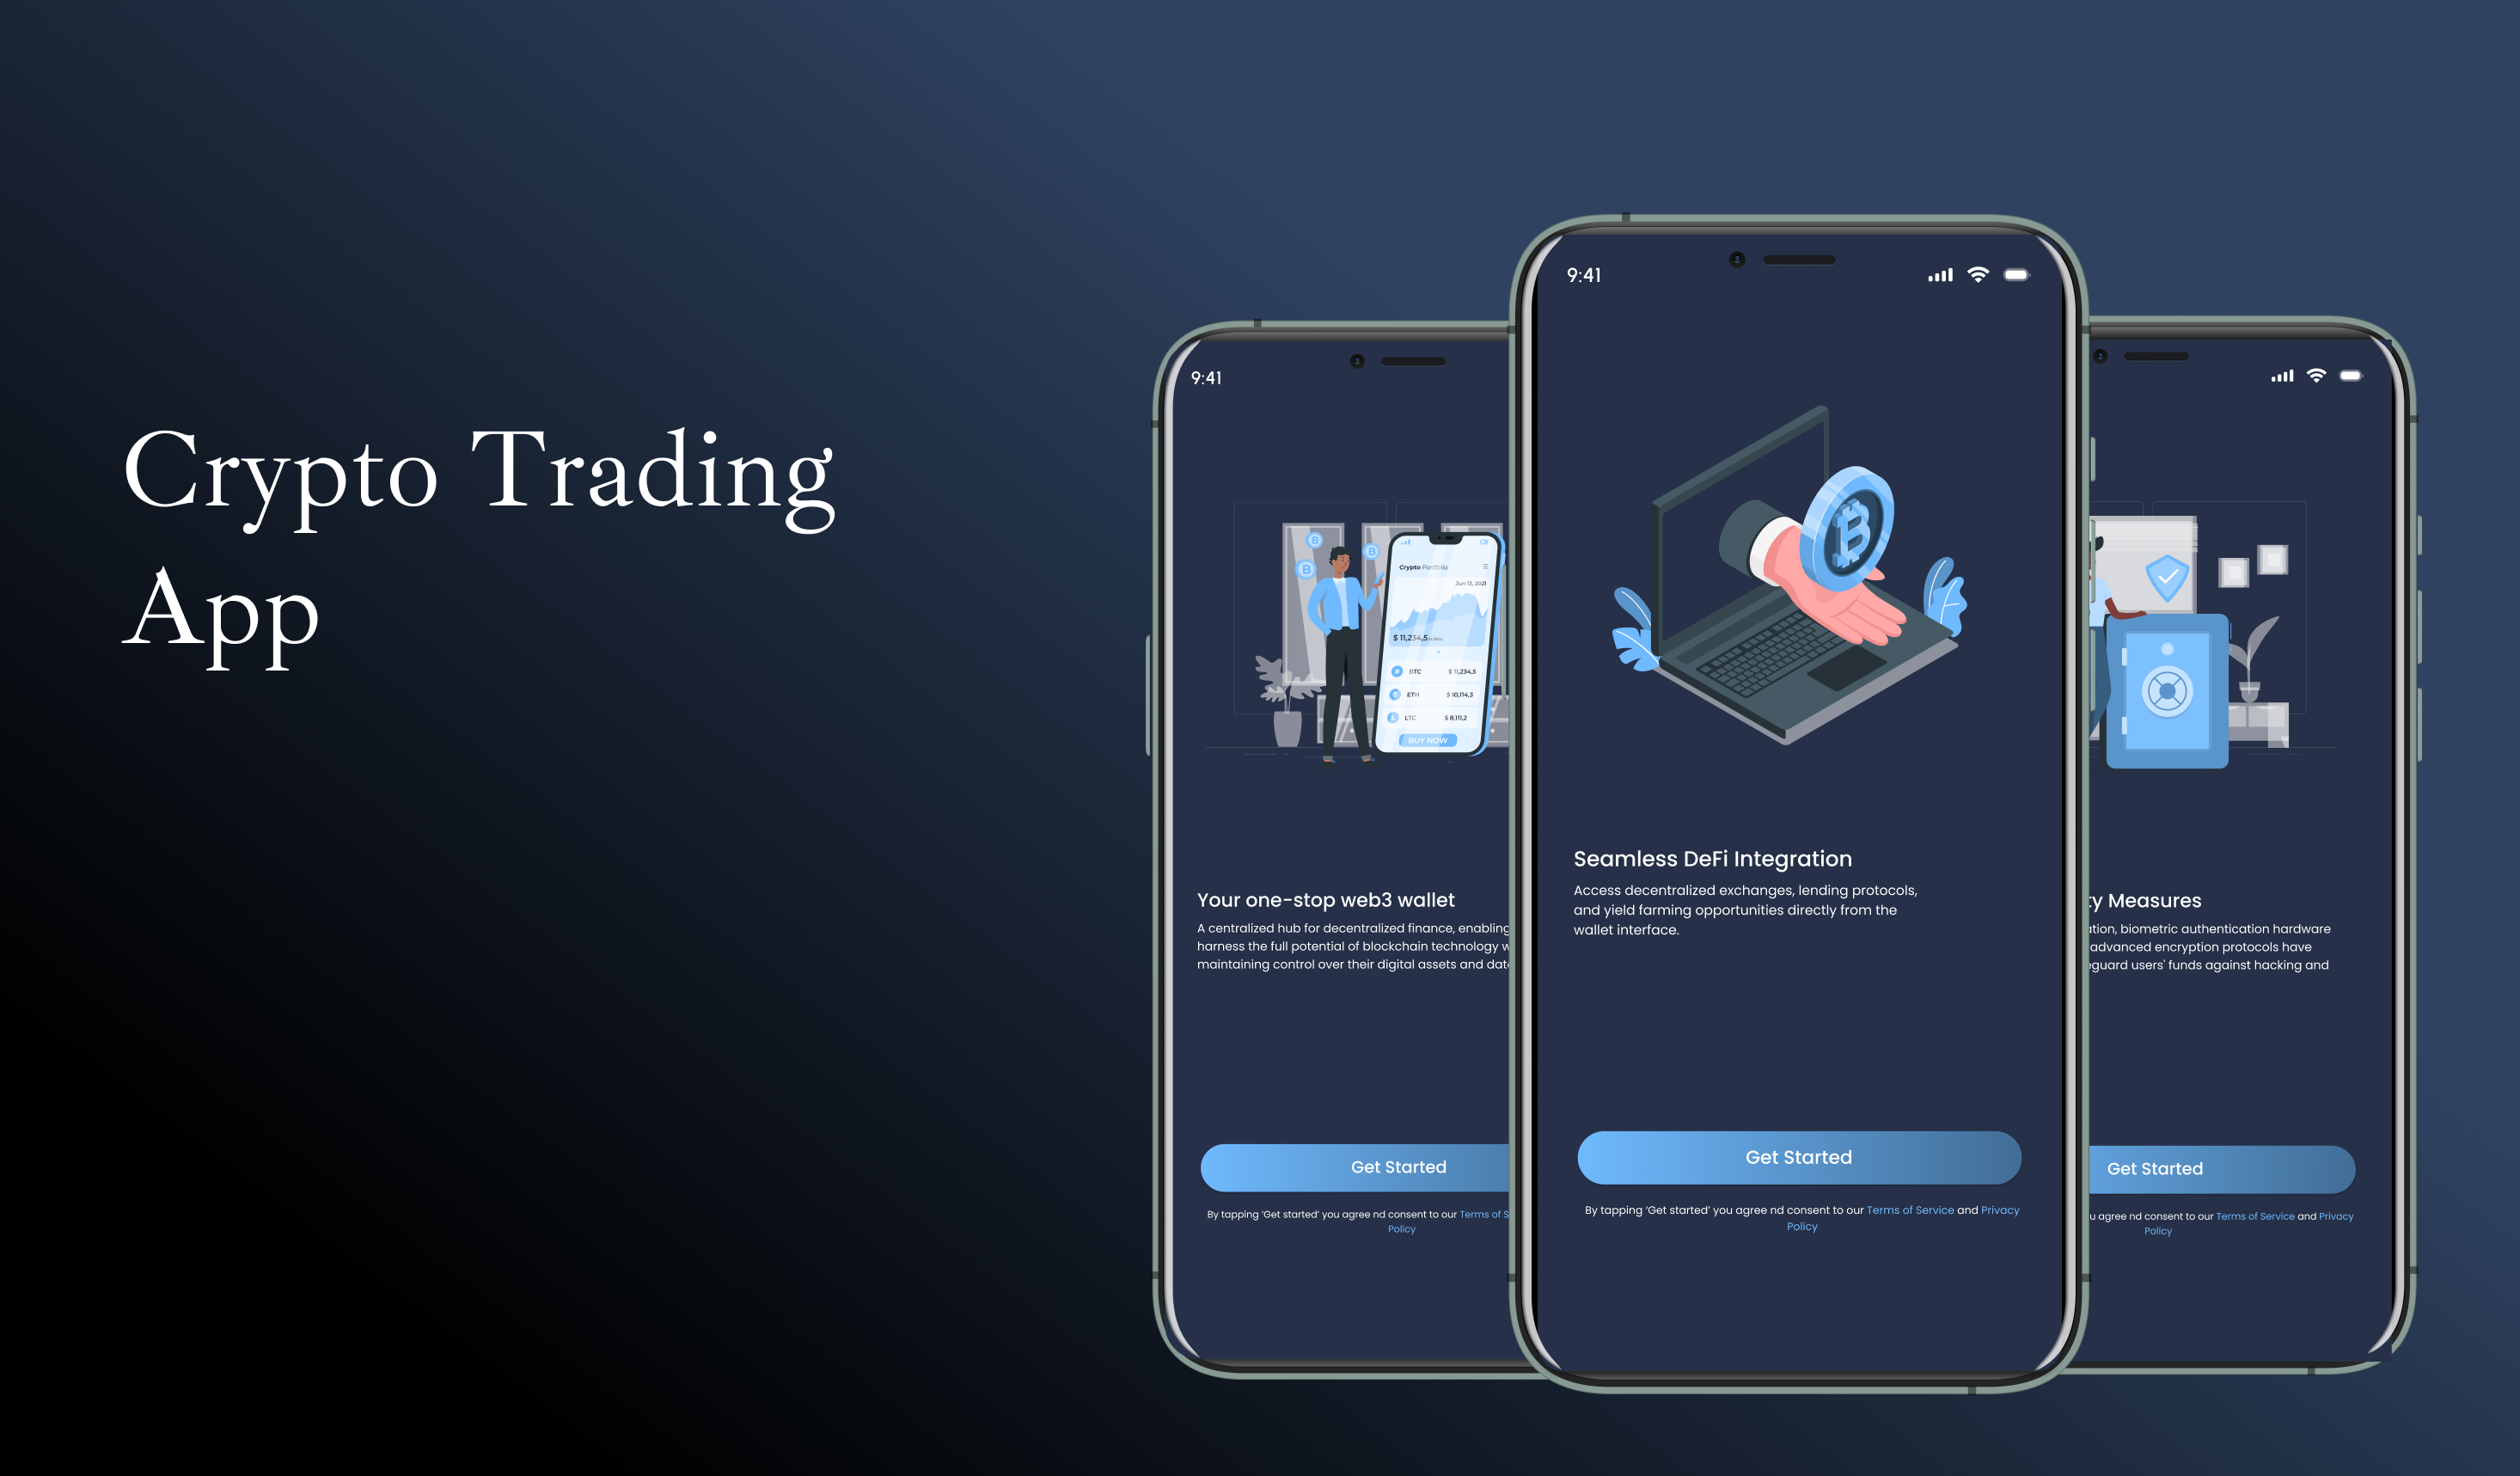 Crypto Trading
App
9:41
Crypto Portfolio
Jun 13, 2021
$ 11,234,5
BTC $ 11,234,5
ETH $ 10,114,3
LTC $ 8,111,2
BUY NOW
Your one-stop web3 wallet
A centralized hub for decentralized finance, enabling
harness the full potential of blockchain technology w
maintaining control over their digital assets and dat
Get Started
By tapping ‘Get started’ you agree nd consent to our Terms of S
Policy
9:41
Seamless DeFi Integration
Access decentralized exchanges, lending protocols,
and yield farming opportunities directly from the
wallet interface.
Get Started
By tapping ‘Get started’ you agree nd consent to our Terms of Service and Privacy
Policy
ty Measures
ation, biometric authentication hardware
advanced encryption protocols have
eguard users' funds against hacking and
Get Started
u agree nd consent to our Terms of Service and Privacy
Policy